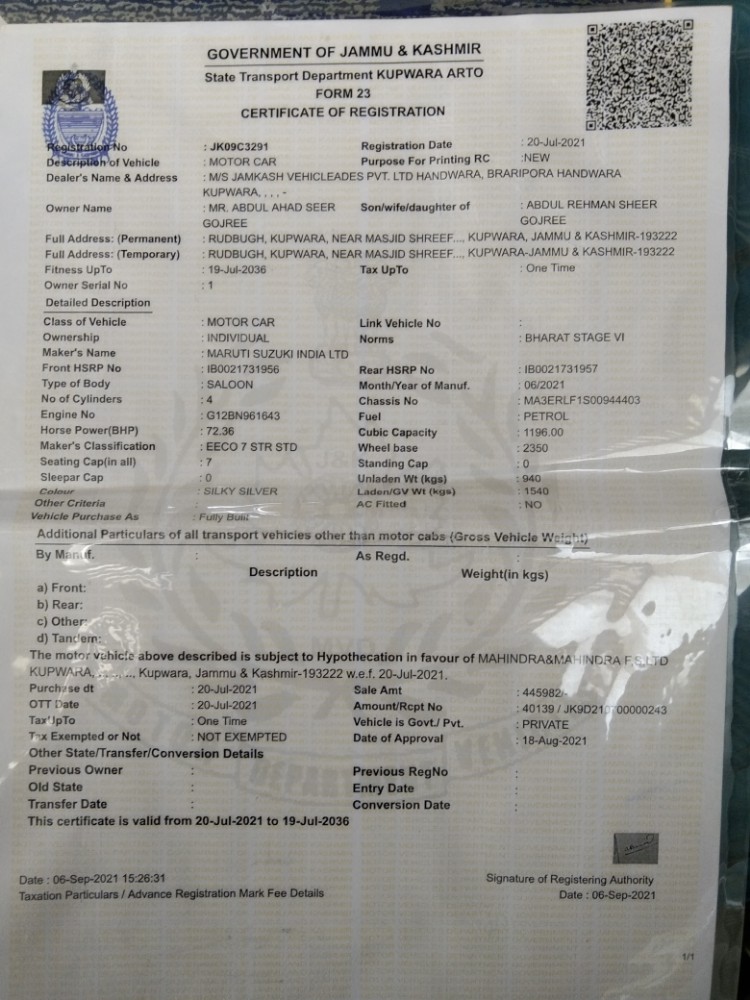 GOVERNMENT OF JAMMU & KASHMIR
State Transport Department KUPWARA ARTO
FORM 23
CERTIFICATE OF REGISTRATION
Registration No : JK09C3291 Registration Date : 20-Jul-2021
Description of Vehicle : MOTOR CAR Purpose For Printing RC :NEW
Dealer's Name & Address : M/S JAMKASH VEHICLEADES PVT. LTD HANDWARA, BRARIPORA HANDWARA
KUPWARA, , , , -
Owner Name : MR. ABDUL AHAD SEER Son/wife/daughter of : ABDUL REHMAN SHEER
GOJREE GOJREE
Full Address: (Permanent) : RUDBUGH, KUPWARA, NEAR MASJID SHREEF..., KUPWARA, JAMMU & KASHMIR-193222
Full Address: (Temporary) : RUDBUGH, KUPWARA, NEAR MASJID SHREEF..., KUPWARA-JAMMU & KASHMIR-193222
Fitness UpTo : 19-Jul-2036 Tax UpTo : One Time
Owner Serial No : 1
Detailed Description
Class of Vehicle : MOTOR CAR Link Vehicle No :
Ownership : INDIVIDUAL Norms : BHARAT STAGE VI
Maker's Name : MARUTI SUZUKI INDIA LTD
Front HSRP No : IB0021731956 Rear HSRP No : IB0021731957
Type of Body : SALOON Month/Year of Manuf. : 06/2021
No of Cylinders : 4 Chassis No : MA3ERLF1S00944403
Engine No : G12BN961643 Fuel : PETROL
Horse Power(BHP) : 72.36 Cubic Capacity : 1196.00
Maker's Classification : EECO 7 STR STD Wheel base : 2350
Seating Cap(in all) : 7 Standing Cap : 0
Sleepar Cap : 0 Unladen Wt (kgs) : 940
Colour : SILKY SILVER Laden/GV Wt (kgs) : 1540
Other Criteria : AC Fitted : NO
Vehicle Purchase As : Fully Built
Additional Particulars of all transport vehicles other than motor cabs (Gross Vehicle Weight)
By Manuf. : As Regd. :
Description Weight(in kgs)
a) Front:
b) Rear:
c) Other:
d) Tandem:
The motor vehicle above described is subject to Hypothecation in favour of MAHINDRA&MAHINDRA F.S.LTD
KUPWARA, , , ..., Kupwara, Jammu & Kashmir-193222 w.e.f. 20-Jul-2021.
Purchase dt : 20-Jul-2021 Sale Amt : 445982/-
OTT Date : 20-Jul-2021 Amount/Rcpt No : 40139 /
Tax UpTo : One Time Vehicle is Govt./ Pvt. : PRIVATE
Tax Exempted or Not : NOT EXEMPTED Date of Approval : 18-Aug-2021
Other State/Transfer/Conversion Details
Previous Owner : Previous RegNo :
Old State : Entry Date :
Transfer Date : Conversion Date :
This certificate is valid from 20-Jul-2021 to 19-Jul-2036
Date : 06-Sep-2021 15:26:31 Signature of Registering Authority
Taxation Particulars / Advance Registration Mark Fee Details Date : 06-Sep-2021
1/1